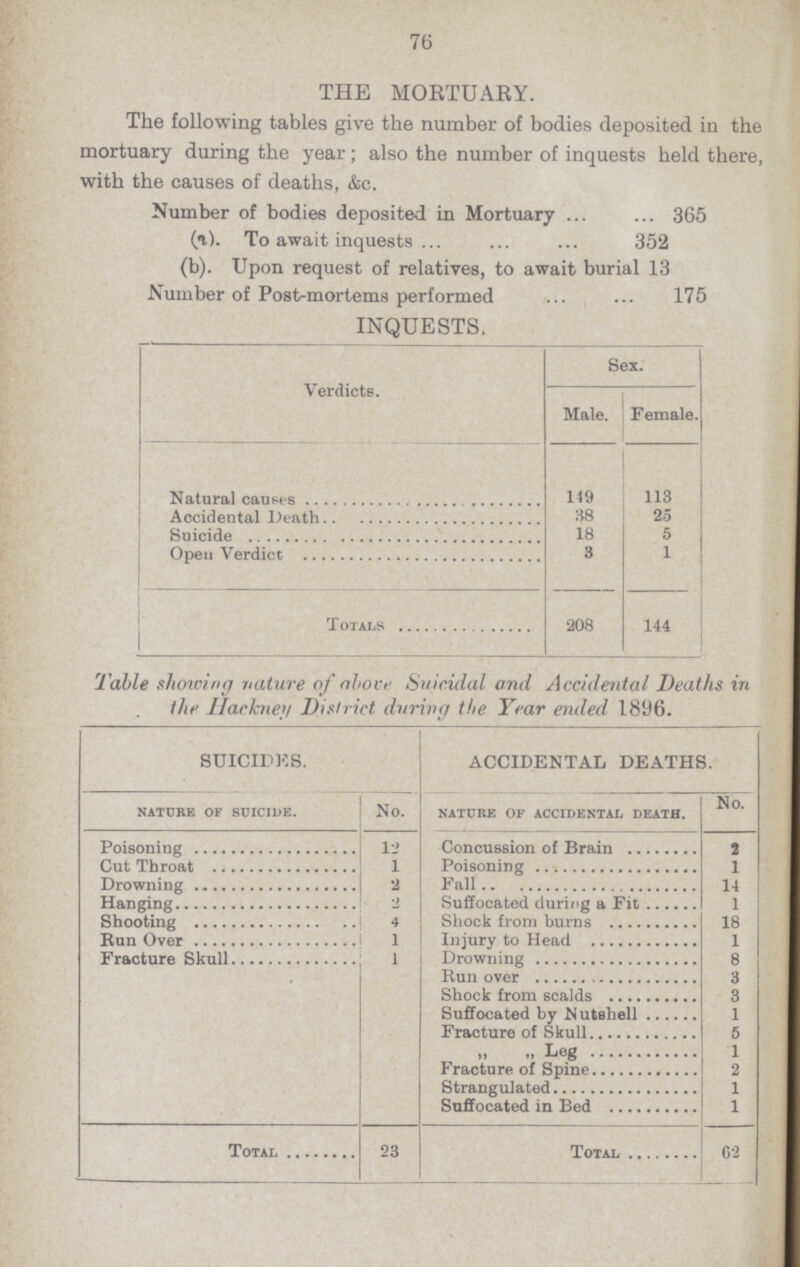 76
THE MORTUARY.
The following tables give the number of bodies deposited in the
mortuary during the year; also the number of inquests held there,
with the causes of deaths, &c.
Number of bodies deposited in Mortuary ... ... 365
(a). To await inquests ... ... ... 352
(b). Upon request of relatives, to await burial 13
Number of Post-mortems performed ... ... 175
INQUESTS.
Verdicts. Sex.
Male. Female.
Natural causes 149 113
Accidental Death 38 25
Suicide 18 5
Open Verdict 3 1
TOTALS 208 144
Table showing nature of above Suicidal and Accidental Deaths in
the Hackney District during the Year ended 1896.
SUICIDES. ACCIDENTAL DEATHS.
NATURE OF SUICIDE. No. NATURE OF ACCIDENTAL DEATH. No.
Poisoning 12 Concussion of Brain 2
Cut Throat 1 Poisoning 1
Drowning 2 Fall 14
Hanging 2 Suffocated during a Fit 1
Shooting 4 Shock from burns 18
Run Over 1 Injury to Head 1
Fracture Skull 1 Drowning 8
Run over 3
Shock from scalds 3
Suffocated by Nutshell 1
Fracture of Skull 5
„ „ Leg 1
Fracture of Spine 2
Strangulated 1
Suffocated in Bed 1
TOTAL 23 TOTAL 62